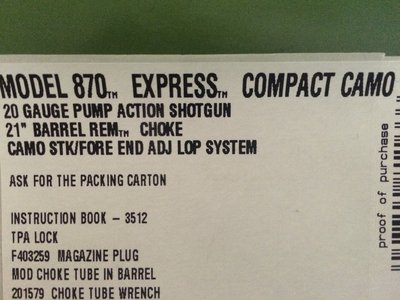 MODEL 870™ EXPRESS™ COMPACT CAMO
20 GAUGE PUMP ACTION SHOTGUN
21" BARREL REM™ CHOKE
CAMO STK/FORE END ADJ LOP SYSTEM
ASK FOR THE PACKING CARTON
INSTRUCTION BOOK - 3512
TPA LOCK
F403259 MAGAZINE PLUG
MOD CHOKE TUBE IN BARREL
201579 CHOKE TUBE WRENCH
proof of purchase